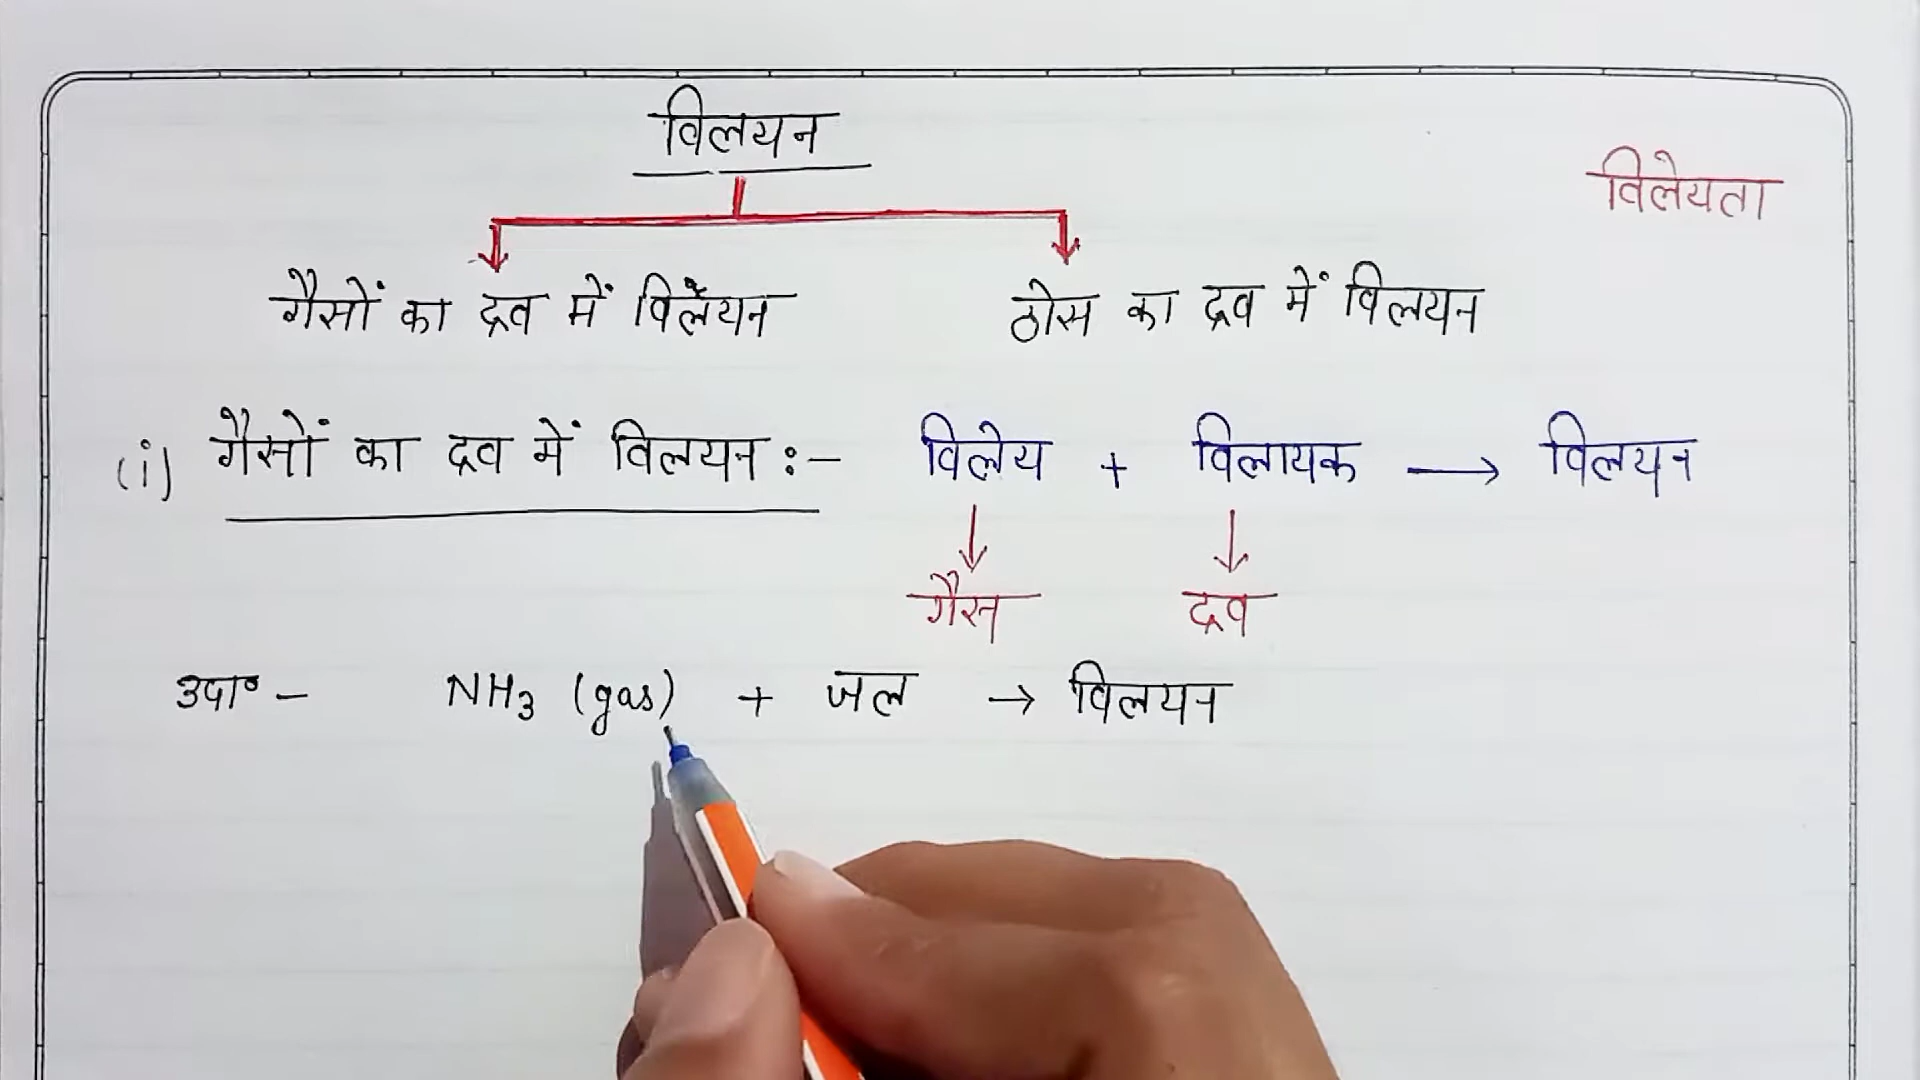 विलयन
विलेयता
गैसों का द्रव में विलयन ठोस का द्रव में विलयन
(i) गैसों का द्रव में विलयन :- विलेय + विलायक → विलयन
गैस द्रव
उदा० - NH3 (gas) + जल → विलयन